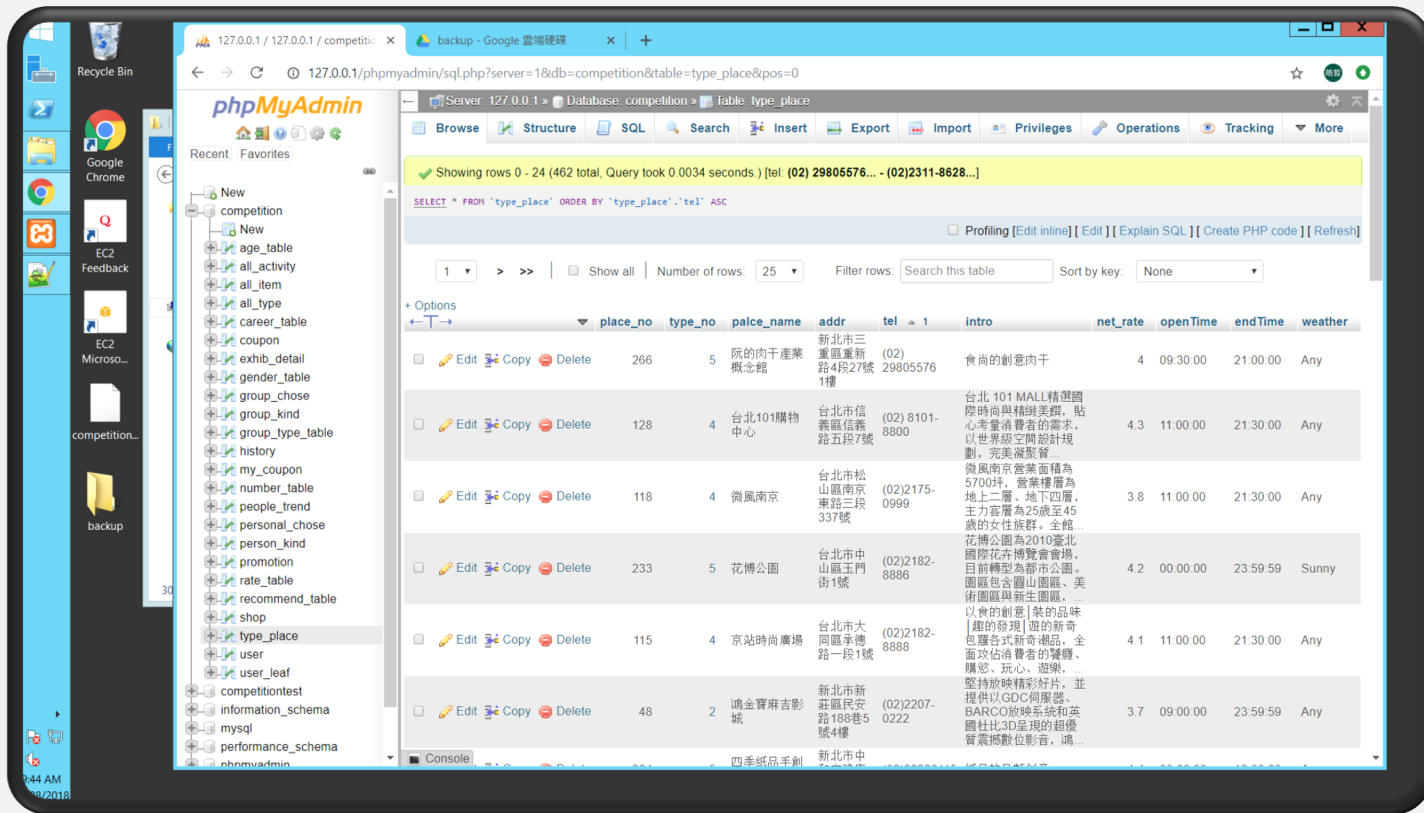 127.0.0.1 / 127.0.0.1 / competitic
backup - Google 雲端硬碟
127.0.0.1/phpmyadmin/sql.php?server=1&db=competition&table=type_place&pos=0
Recycle Bin
Google Chrome
EC2 Feedback
EC2 Microso...
competition...
backup
9:44 AM
phpMyAdmin
Recent Favorites
New
competition
New
age_table
all_activity
all_item
all_type
career_table
coupon
exhib_detail
gender_table
group_chose
group_kind
group_type_table
history
my_coupon
number_table
people_trend
personal_chose
person_kind
promotion
rate_table
recommend_table
shop
type_place
user
user_leaf
competitiontest
information_schema
mysql
performance_schema
phpmyadmin
Server: 127.0.0.1 » Database: competition » Table: type_place
Browse Structure SQL Search Insert Export Import Privileges Operations Tracking More
Showing rows 0 - 24 (462 total, Query took 0.0034 seconds.) [tel: (02) 29805576... - (02)2311-8628...]
SELECT * FROM `type_place` ORDER BY `type_place`.`tel` ASC
Profiling [Edit inline] [ Edit ] [ Explain SQL ] [ Create PHP code ] [ Refresh]
1 > >> Show all Number of rows: 25 Filter rows: Search this table Sort by key: None
+ Options
place_no type_no palce_name addr tel 1 intro net_rate openTime endTime weather
Edit Copy Delete 266 5 阮的肉干產業概念館 新北市三重區重新路4段27號1樓 (02) 29805576 食尚的創意肉干 4 09:30:00 21:00:00 Any
Edit Copy Delete 128 4 台北101購物中心 台北市信義區信義路五段7號 (02) 8101-8800 台北 101 MALL精選國際時尚與精緻美饌，貼心考量消費者的需求，以世界級空間設計規劃，完美凝聚質... 4.3 11:00:00 21:30:00 Any
Edit Copy Delete 118 4 微風南京 台北市松山區南京東路三段337號 (02)2175-0999 微風南京營業面積為5700坪，營業樓層為地上二層、地下四層，主力客層為25歲至45歲的女性族群。全館... 3.8 11:00:00 21:30:00 Any
Edit Copy Delete 233 5 花博公園 台北市中山區玉門街1號 (02)2182-8886 花博公園為2010臺北國際花卉博覽會會場，目前轉型為都市公園。園區包含圓山園區、美術園區與新生園區，... 4.2 00:00:00 23:59:59 Sunny
Edit Copy Delete 115 4 京站時尚廣場 台北市大同區承德路一段1號 (02)2182-8888 以食的創意│裝的品味│趣的發現│遊的新奇包羅各式新奇潮品，全面攻佔消費者的饕癮、購慾、玩心、遊樂，... 4.1 11:00:00 21:30:00 Any
Edit Copy Delete 48 2 鴻金寶麻吉影城 新北市新莊區民安路188巷5號4樓 (02)2207-0222 堅持放映精彩好片，並提供以GDC伺服器、BARCO放映系統和英國杜比3D呈現的超優質震撼數位影音，鴻... 3.7 09:00:00 23:59:59 Any
四季紙品手創 新北市中
Console